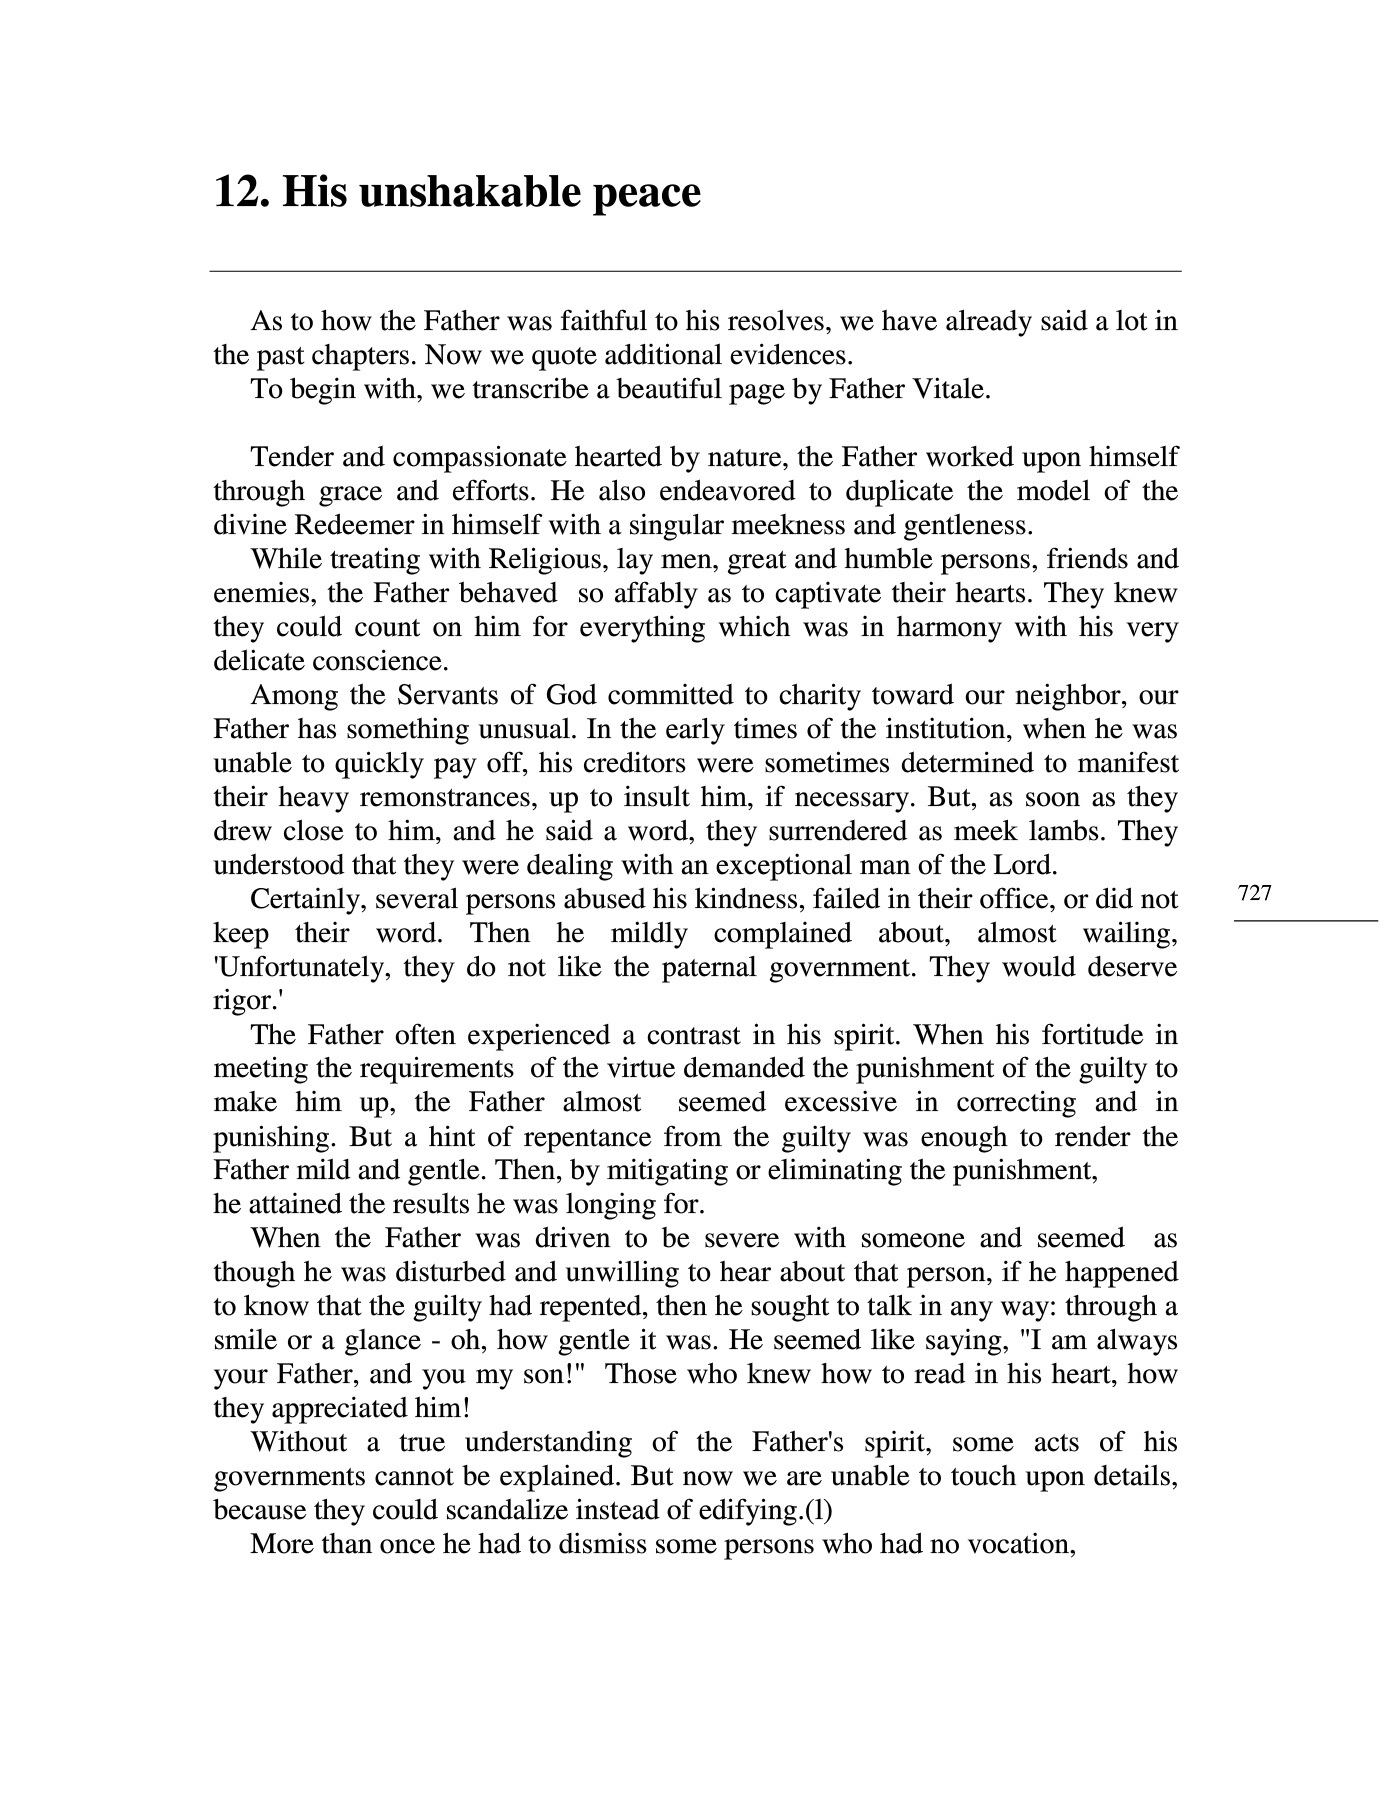 12. His unshakable peace
As to how the Father was faithful to his resolves, we have already said a lot in
the past chapters. Now we quote additional evidences.
To begin with, we transcribe a beautiful page by Father Vitale.
Tender and compassionate hearted by nature, the Father worked upon himself
through grace and efforts. He also endeavored to duplicate the model of the
divine Redeemer in himself with a singular meekness and gentleness.
While treating with Religious, lay men, great and humble persons, friends and
enemies, the Father behaved so affably as to captivate their hearts. They knew
they could count on him for everything which was in harmony with his very
delicate conscience.
Among the Servants of God committed to charity toward our neighbor, our
Father has something unusual. In the early times of the institution, when he was
unable to quickly pay off, his creditors were sometimes determined to manifest
their heavy remonstrances, up to insult him, if necessary. But, as soon as they
drew close to him, and he said a word, they surrendered as meek lambs. They
understood that they were dealing with an exceptional man of the Lord.
Certainly, several persons abused his kindness, failed in their office, or did not
keep their word. Then he mildly complained about, almost wailing,
'Unfortunately, they do not like the paternal government. They would deserve
rigor.'
The Father often experienced a contrast in his spirit. When his fortitude in
meeting the requirements of the virtue demanded the punishment of the guilty to
make him up, the Father almost seemed excessive in correcting and in
punishing. But a hint of repentance from the guilty was enough to render the
Father mild and gentle. Then, by mitigating or eliminating the punishment,
he attained the results he was longing for.
When the Father was driven to be severe with someone and seemed as
though he was disturbed and unwilling to hear about that person, if he happened
to know that the guilty had repented, then he sought to talk in any way: through a
smile or a glance - oh, how gentle it was. He seemed like saying, "I am always
your Father, and you my son!" Those who knew how to read in his heart, how
they appreciated him!
Without a true understanding of the Father's spirit, some acts of his
governments cannot be explained. But now we are unable to touch upon details,
because they could scandalize instead of edifying.(l)
More than once he had to dismiss some persons who had no vocation,
727